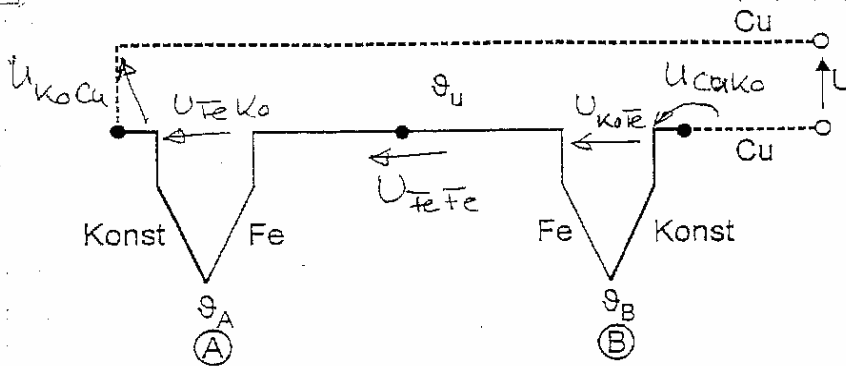 Cu
U_KoCu
U_FeKo
ϑ_u
U_KoFe
U_CuKo
U
U_FeFe
Cu
Konst
Fe
Fe
Konst
ϑ_A
ϑ_B
A
B